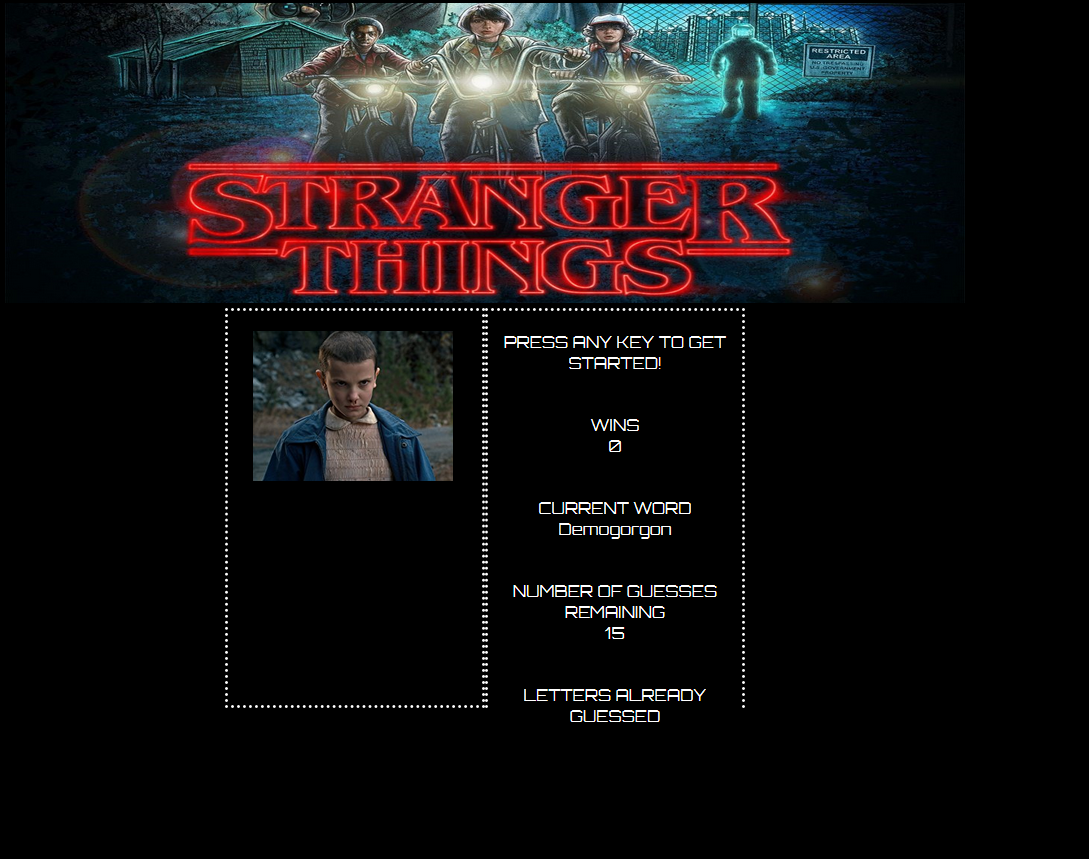 RESTRICTED
AREA
NO TRESPASSING
U.S. GOVERNMENT
PROPERTY
STRANGER
THINGS
PRESS ANY KEY TO GET
STARTED!
WINS
0
CURRENT WORD
Demogorgon
NUMBER OF GUESSES
REMAINING
15
LETTERS ALREADY
GUESSED